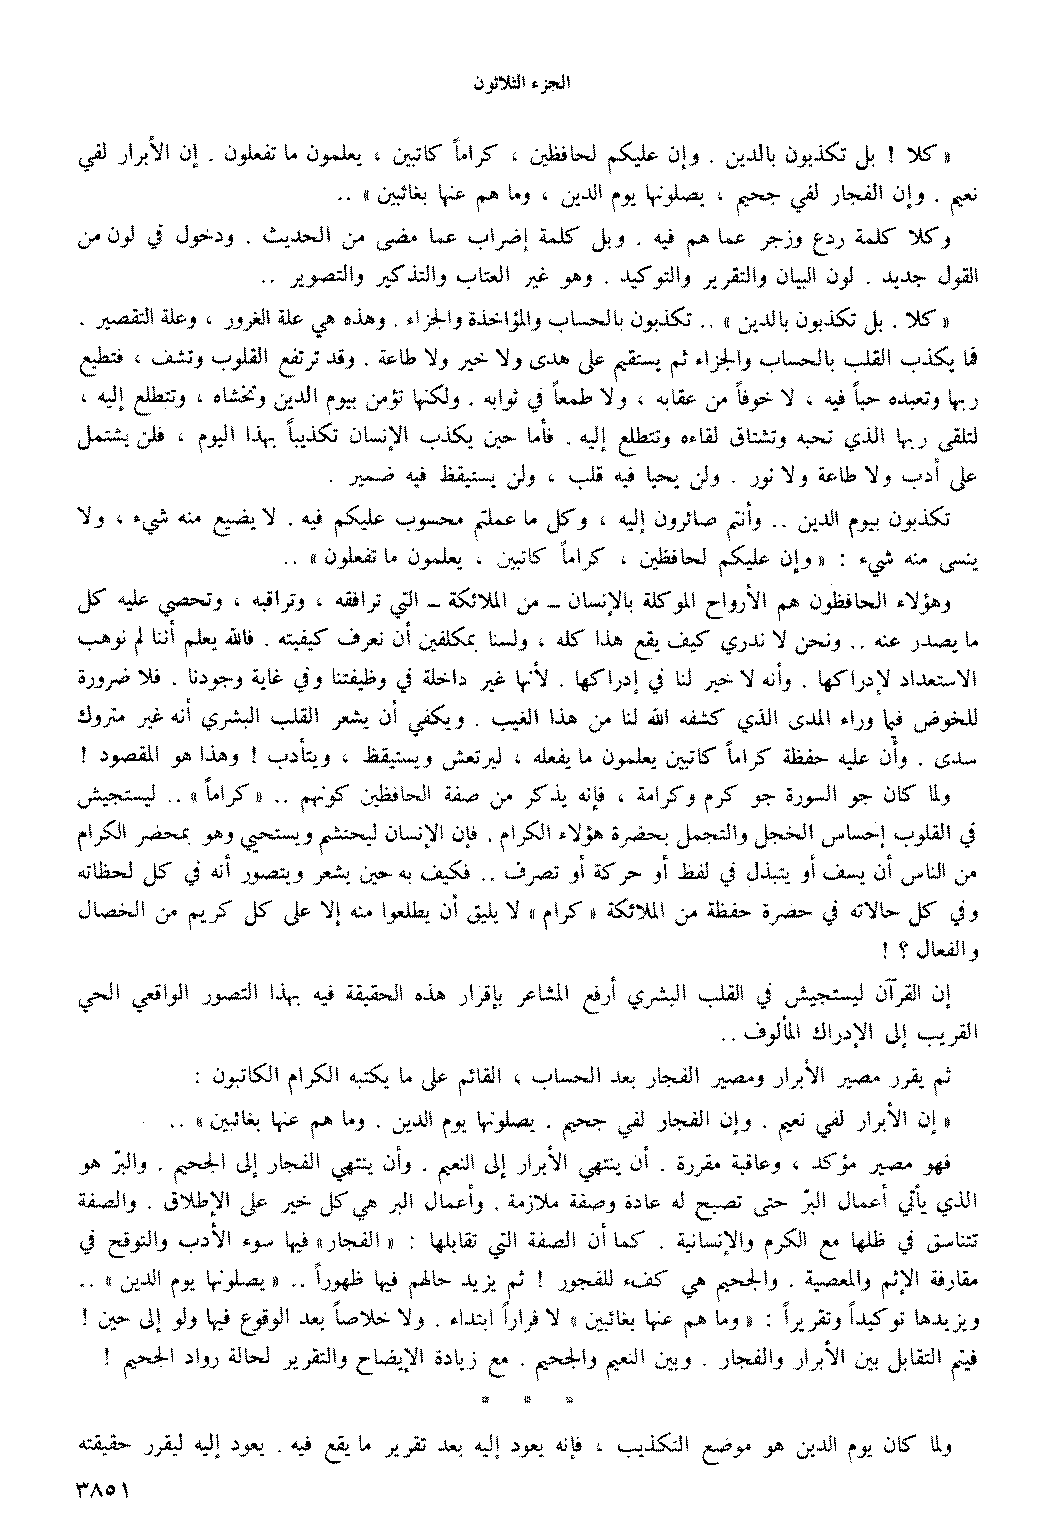 الجزء الثلاثون
« كلا ! بل تكذبون بالدين . وإن عليكم لحافظين ، كراماً كاتبين ، يعلمون ما تفعلون . إن الأبرار لفي
نعيم . وإن الفجار لفي جحيم ، يصلونها يوم الدين ، وما هم عنها بغائبين » ..
وكلا كلمة ردع وزجر عما هم فيه . وبل كلمة إضراب عما مضى من الحديث . ودخول في لون من
القول جديد . لون البيان والتقرير والتوكيد . وهو غير العتاب والتذكير والتصوير ..
« كلا . بل تكذبون بالدين » .. تكذبون بالحساب والمؤاخذة والجزاء . وهذه هي علة الغرور ، وعلة التقصير .
فما يكذب القلب بالحساب والجزاء ثم يستقيم على هدى ولا خير ولا طاعة . وقد ترتفع القلوب وتشف ، فتطيع
ربها وتعبده حباً فيه ، لا خوفاً من عقابه ، ولا طمعاً في ثوابه . ولكنها تؤمن بيوم الدين وتخشاه ، وتتطلع إليه ،
لتلقى ربها الذي تحبه وتشتاق لقاءه وتتطلع إليه . فأما حين يكذب الإنسان تكذيباً بهذا اليوم ، فلن يشتمل
على أدب ولا طاعة ولا نور . ولن يحيا فيه قلب ، ولن يستيقظ فيه ضمير .
تكذبون بيوم الدين .. وأنتم صائرون إليه ، وكل ما عملتم محسوب عليكم فيه . لا يضيع منه شيء ، ولا
ينسى منه شيء : « وإن عليكم لحافظين ، كراماً كاتبين ، يعلمون ما تفعلون » ..
وهؤلاء الحافظون هم الأرواح الموكلة بالإنسان – من الملائكة – التي ترافقه ، وتراقبه ، وتحصي عليه كل
ما يصدر عنه .. ونحن لا ندري كيف يقع هذا كله ، ولسنا بمكلفين أن نعرف كيفيته . فالله يعلم أننا لم نوهب
الاستعداد لإدراكها . وأنه لا خير لنا في إدراكها . لأنها غير داخلة في وظيفتنا وفي غاية وجودنا . فلا ضرورة
للخوض فيما وراء المدى الذي كشفه الله لنا من هذا الغيب . ويكفي أن يشعر القلب البشري أنه غير متروك
سدى . وأن عليه حفظة كراماً كاتبين يعلمون ما يفعله ، ليرتعش ويستيقظ ، ويتأدب ! وهذا هو المقصود !
ولما كان جو السورة جو كرم وكرامة ، فإنه يذكر من صفة الحافظين كونهم .. « كراماً » .. ليستجيش
في القلوب إحساس الخجل والتجمل بحضرة هؤلاء الكرام . فإن الإنسان ليحتشم ويستحيي وهو بمحضر الكرام
من الناس أن يسف أو يتبذل في لفظ أو حركة أو تصرف .. فكيف به حين يشعر ويتصور أنه في كل لحظاته
وفي كل حالاته في حضرة حفظة من الملائكة « كرام » لا يليق أن يطلعوا منه إلا على كل كريم من الخصال
والفعال ؟ !
إن القرآن ليستجيش في القلب البشري أرفع المشاعر بإقرار هذه الحقيقة فيه بهذا التصور الواقعي الحي
القريب إلى الإدراك المألوف ..
ثم يقرر مصير الأبرار ومصير الفجار بعد الحساب ، القائم على ما يكتبه الكرام الكاتبون :
« إن الأبرار لفي نعيم . وإن الفجار لفي جحيم . يصلونها يوم الدين . وما هم عنها بغائبين » ..
فهو مصير مؤكد ، وعاقبة مقررة . أن ينتهي الأبرار إلى النعيم . وأن ينتهي الفجار إلى الجحيم . والبرّ هو
الذي يأتي أعمال البرّ حتى تصبح له عادة وصفة ملازمة . وأعمال البر هي كل خير على الإطلاق . والصفة
تتناسق في ظلها مع الكرم والإنسانية . كما أن الصفة التي تقابلها : « الفجار » فيها سوء الأدب والتوقح في
مقارفة الإثم والمعصية . والجحيم هي كفء للفجور ! ثم يزيد حالهم فيها ظهوراً .. « يصلونها يوم الدين » ..
ويزيدها توكيداً وتقريراً : « وما هم عنها بغائبين » لا فراراً ابتداء . ولا خلاصاً بعد الوقوع فيها ولو إلى حين !
فيتم التقابل بين الأبرار والفجار . وبين النعيم والجحيم . مع زيادة الإيضاح والتقرير لحالة رواد الجحيم !
* * *
ولما كان يوم الدين هو موضع التكذيب ، فإنه يعود إليه بعد تقرير ما يقع فيه . يعود إليه ليقرر حقيقته
٣٨٥١